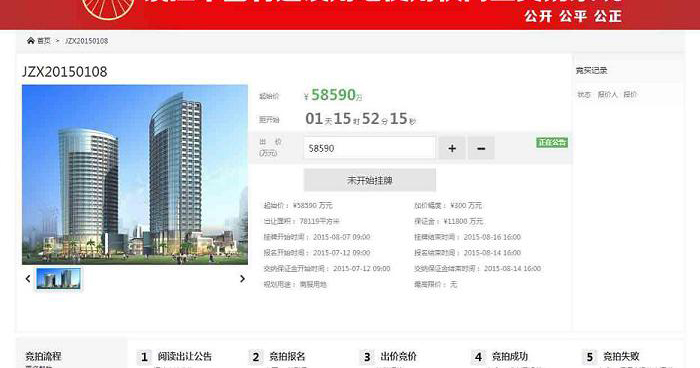 公开 公平 公正
首页 > JZX20150108
JZX20150108
竞买记录
状态 报价人 报价
起始价 ¥58590万
距开始 01天15时52分15秒
出 价
(万元)
58590
+ −
正在公告
未开始挂牌
起始价: ¥58590 万元
加价幅度: ¥300 万元
出让面积: 78119平方米
保证金: ¥11800 万元
挂牌开始时间: 2015-08-07 09:00
挂牌结束时间: 2015-08-16 16:00
报名开始时间: 2015-07-12 09:00
报名结束时间: 2015-08-14 16:00
交纳保证金开始时间: 2015-07-12 09:00
交纳保证金结束时间: 2015-08-14 16:00
规划用途: 商服用地
最高限价: 无
竞拍流程
1 阅读出让公告
2 竞拍报名
3 出价竞价
4 竞拍成功
5 竞拍失败